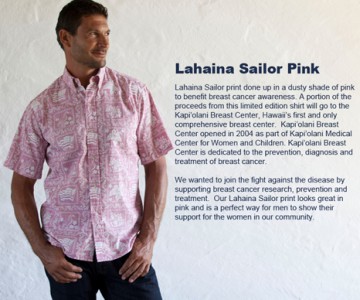 Lahaina Sailor Pink
Lahaina Sailor print done up in a dusty shade of pink
to benefit breast cancer awareness. A portion of the
proceeds from this limited edition shirt will go to the
Kapi'olani Breast Center, Hawaii's first and only
comprehensive breast center. Kapi'olani Breast
Center opened in 2004 as part of Kapi'olani Medical
Center for Women and Children. Kapi'olani Breast
Center is dedicated to the prevention, diagnosis and
treatment of breast cancer.
We wanted to join the fight against the disease by
supporting breast cancer research, prevention and
treatment. Our Lahaina Sailor print looks great in
pink and is a perfect way for men to show their
support for the women in our community.